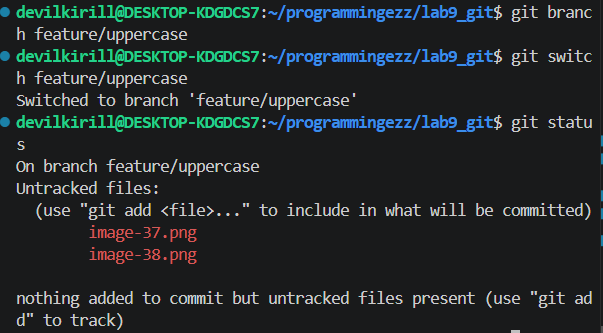 devilkirill@DESKTOP-KDGDCS7:~/programmingezz/lab9_git$ git branc
h feature/uppercase
devilkirill@DESKTOP-KDGDCS7:~/programmingezz/lab9_git$ git switc
h feature/uppercase
Switched to branch 'feature/uppercase'
devilkirill@DESKTOP-KDGDCS7:~/programmingezz/lab9_git$ git statu
s
On branch feature/uppercase
Untracked files:
  (use "git add <file>..." to include in what will be committed)
        image-37.png
        image-38.png

nothing added to commit but untracked files present (use "git ad
d" to track)